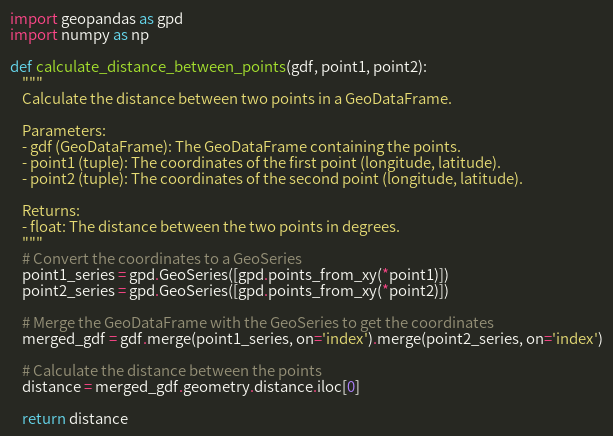 import geopandas as gpd
import numpy as np
def calculate_distance_between_points(gdf, point1, point2):
"""
Calculate the distance between two points in a GeoDataFrame.
Parameters:
- gdf (GeoDataFrame): The GeoDataFrame containing the points.
- point1 (tuple): The coordinates of the first point (longitude, latitude).
- point2 (tuple): The coordinates of the second point (longitude, latitude).
Returns:
- float: The distance between the two points in degrees.
"""
# Convert the coordinates to a GeoSeries
point1_series = gpd.GeoSeries([gpd.points_from_xy(*point1)])
point2_series = gpd.GeoSeries([gpd.points_from_xy(*point2)])
# Merge the GeoDataFrame with the GeoSeries to get the coordinates
merged_gdf = gdf.merge(point1_series, on='index').merge(point2_series, on='index')
# Calculate the distance between the points
distance = merged_gdf.geometry.distance.iloc[0]
return distance